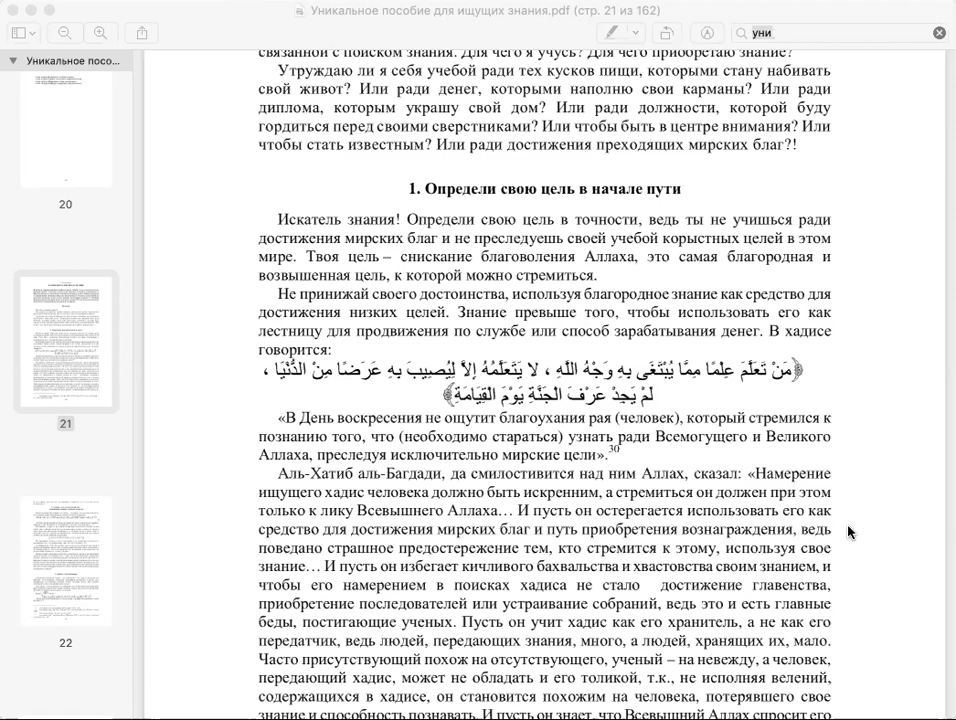 Уникальное пособие для ищущих знания.pdf (стр. 21 из 162)
уни
Уникальное посо...
20
21
22
связанной с поиском знания. Для чего я учусь? Для чего приобретаю знание?
Утруждаю ли я себя учебой ради тех кусков пищи, которыми стану набивать
свой живот? Или ради денег, которыми наполню свои карманы? Или ради
диплома, которым украшу свой дом? Или ради должности, которой буду
гордиться перед своими сверстниками? Или чтобы быть в центре внимания? Или
чтобы стать известным? Или ради достижения преходящих мирских благ?!
1. Определи свою цель в начале пути
Искатель знания! Определи свою цель в точности, ведь ты не учишься ради
достижения мирских благ и не преследуешь своей учебой корыстных целей в этом
мире. Твоя цель – снискание благоволения Аллаха, это самая благородная и
возвышенная цель, к которой можно стремиться.
Не принижай своего достоинства, используя благородное знание как средство для
достижения низких целей. Знание превыше того, чтобы использовать его как
лестницу для продвижения по службе или способ зарабатывания денег. В хадисе
говорится:
﴿مَنْ تَعَلَّمَ عِلْمًا مِمَّا يُبْتَغَى بِهِ وَجْهُ اللَّهِ ، لا يَتَعَلَّمُهُ إِلاَّ لِيُصِيبَ بِهِ عَرَضًا مِنْ الدُّنْيَا ،
لَمْ يَجِدْ عَرْفَ الْجَنَّةِ يَوْمَ الْقِيَامَةِ﴾
«В День воскресения не ощутит благоухания рая (человек), который стремился к
познанию того, что (необходимо стараться) узнать ради Всемогущего и Великого
Аллаха, преследуя исключительно мирские цели».30
Аль-Хатиб аль-Багдади, да смилостивится над ним Аллах, сказал: «Намерение
ищущего хадис человека должно быть искренним, а стремиться он должен при этом
только к лику Всевышнего Аллаха… И пусть он остерегается использовать его как
средство для достижения мирских благ и путь приобретения вознаграждения, ведь
поведано страшное предостережение тем, кто стремится к этому, используя свое
знание… И пусть он избегает кичливого бахвальства и хвастовства своим знанием, и
чтобы его намерением в поиске хадиса не стало достижение главенства,
приобретение последователей или устраивание собраний, ведь это и есть главные
беды, постигающие ученых. Пусть он учит хадис как его хранитель, а не как его
передатчик, ведь людей, передающих знания, много, а людей, хранящих их, мало.
Часто присутствующий похож на отсутствующего, ученый – на невежду, а человек,
передающий хадис, может не обладать и его толикой, т.к., не исполняя велений,
содержащихся в хадисе, он становится похожим на человека, потерявшего свое
знание и способность познавать. И пусть он знает, что Всевышний Аллах спросит его